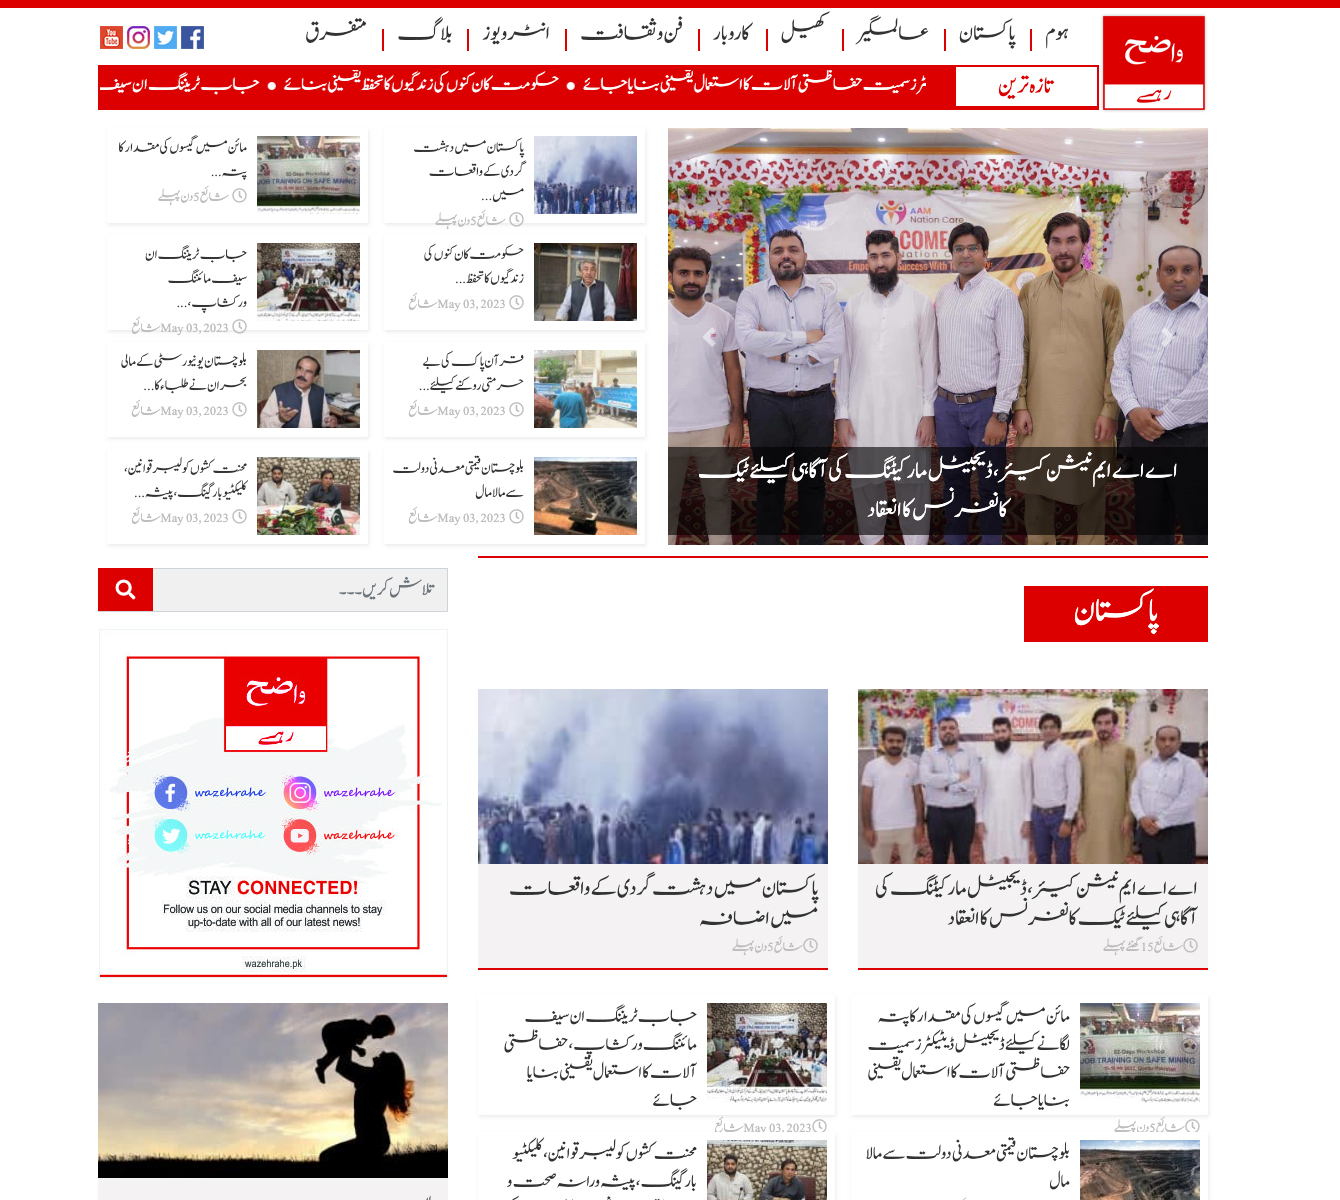 واضح
رہے
ہوم
پاکستان
عالمگیر
کھیل
کاروبار
فن وثقافت
انٹرویوز
بلاگ
متفرق
تازہ ترین
ٹرز سمیت حفاظتی آلات کا استعمال یقینی بنایا جائے ● حکومت کان کنوں کی زندگیوں کا تحفظ یقینی بنائے ● جاب ٹریننگ ان سیف
AAM
Nation Care
WELCOME
اے اے ایم نیشن کیئر، ڈیجیٹل مارکیٹنگ کی آگاہی کیلئے ٹیک
کانفرنس کا انعقاد
پاکستان میں دہشت
گردی کے واقعات
میں...
شائع 5 دن پہلے
مائن میں گیسوں کی مقدار کا
پتہ...
شائع 5 دن پہلے
حکومت کان کنوں کی
زندگیوں کا تحفظ...
شائع May 03, 2023
جاب ٹریننگ ان
سیف مائننگ
ورکشاپ،...
شائع May 03, 2023
قرآن پاک کی بے
حرمتی روکنے کیلئے...
شائع May 03, 2023
بلوچستان یونیورسٹی کے مالی
بحران نے طلباء کا...
شائع May 03, 2023
بلوچستان قیمتی معدنی دولت
سے مالا مال
شائع May 03, 2023
محنت کشوں کو لیبر قوانین،
کلیکٹیو بارگینگ، پیشہ...
شائع May 03, 2023
تلاش کریں...
پاکستان
واضح
رہے
wazehrahe
wazehrahe
wazehrahe
wazehrahe
STAY CONNECTED!
Follow us on our social media channels to stay
up-to-date with all of our latest news!
wazehrahe.pk
اے اے ایم نیشن کیئر، ڈیجیٹل مارکیٹنگ کی
آگاہی کیلئے ٹیک کانفرنس کا انعقاد
شائع 15 گھنٹے پہلے
پاکستان میں دہشت گردی کے واقعات
میں اضافہ
شائع 5 دن پہلے
مائن میں گیسوں کی مقدار کا پتہ
لگانے کیلئے ڈیجیٹل ڈیٹیکٹرز سمیت
حفاظتی آلات کا استعمال یقینی
بنایا جائے
شائع 5 دن پہلے
JOB TRAINING ON SAFE MINING
جاب ٹریننگ ان سیف
مائننگ ورکشاپ، حفاظتی
آلات کا استعمال یقینی بنایا
جائے
شائع May 03, 2023
بلوچستان قیمتی معدنی دولت سے مالا
مال
محنت کشوں کو لیبر قوانین، کلیکٹیو
بارگینگ، پیشہ ورانہ صحت و